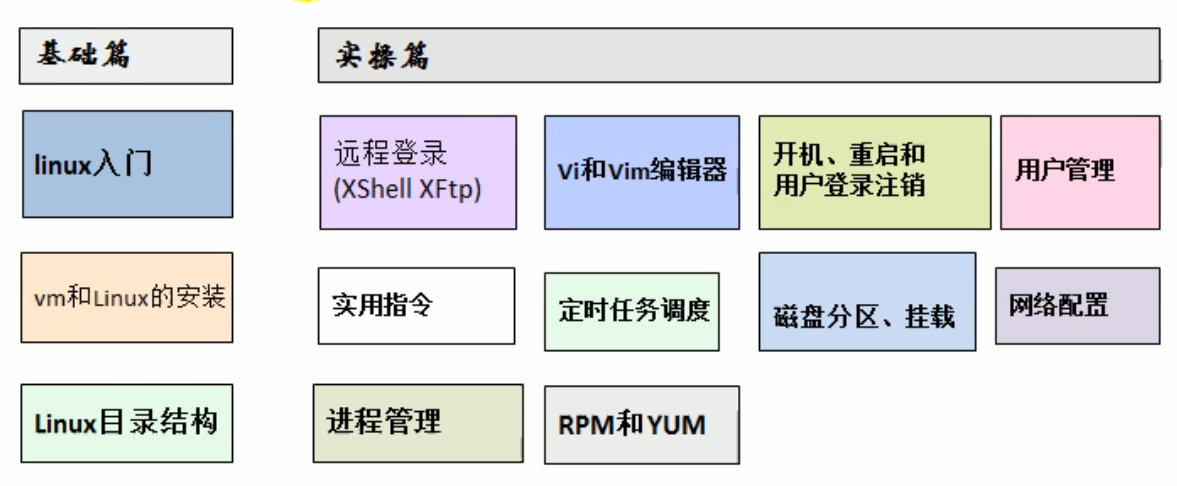 基础篇
实操篇
linux入门
远程登录
(XShell XFtp)
Vi和Vim编辑器
开机、重启和
用户登录注销
用户管理
vm和Linux的安装
实用指令
定时任务调度
磁盘分区、挂载
网络配置
Linux目录结构
进程管理
RPM和YUM